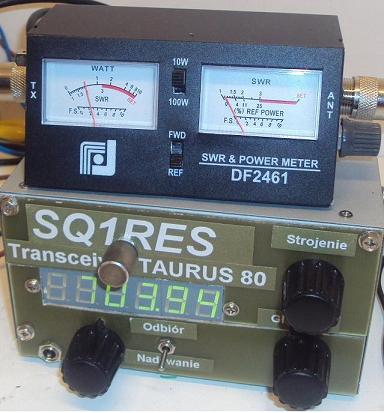 WATT
SWR
SET
F.S.
10W
100W
SWR
SET
(%) REF POWER
F.S.
TX
ANT
FWD
REF
SWR & POWER METER
DF2461
SQ1RES
Strojenie
TAURUS 80
Odbiór